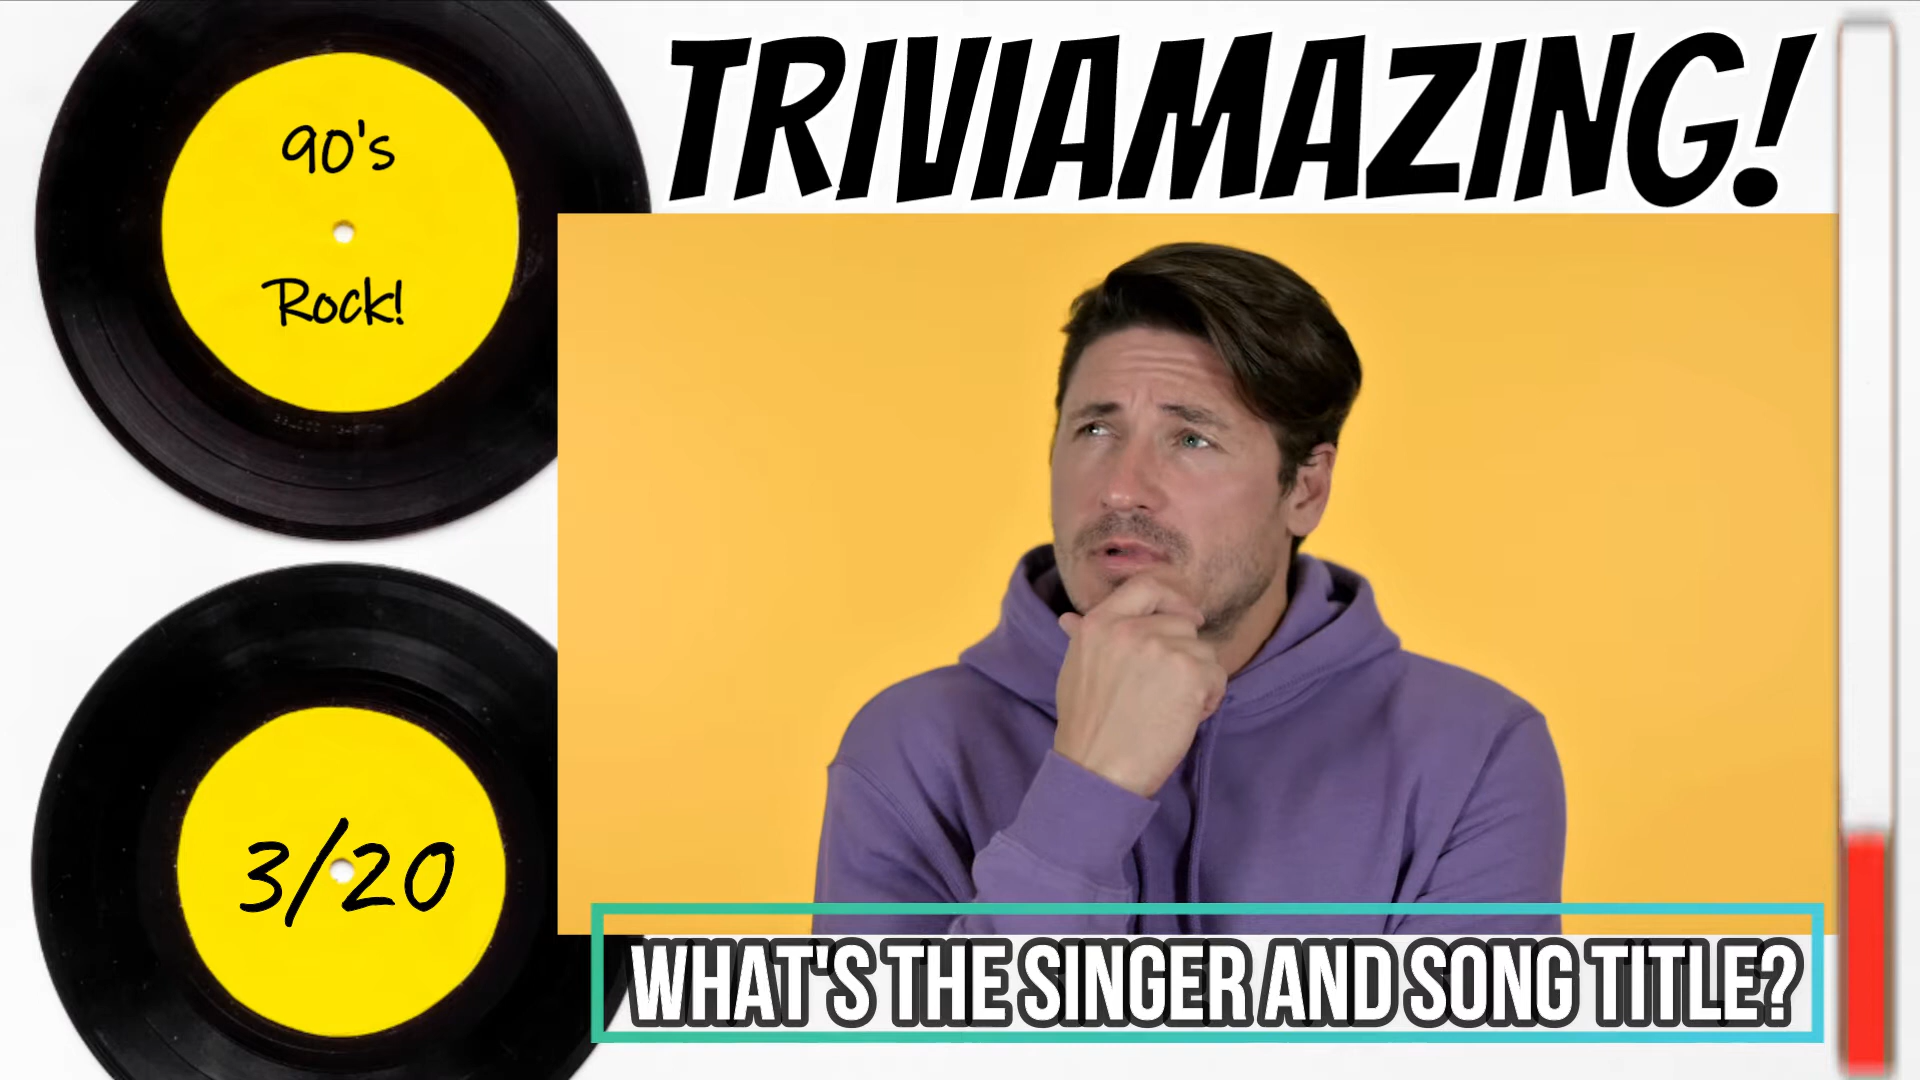 TRIVIAMAZING!
90's
Rock!
3/20
WHAT'S THE SINGER AND SONG TITLE?